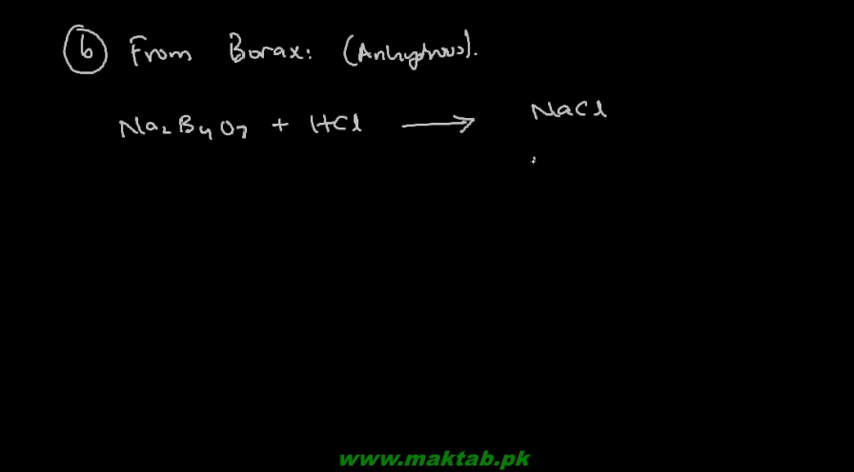 6 From Borax: (Anhydrous).
Na₂B₄O₇ + HCl ⟶ NaCl
www.maktab.pk